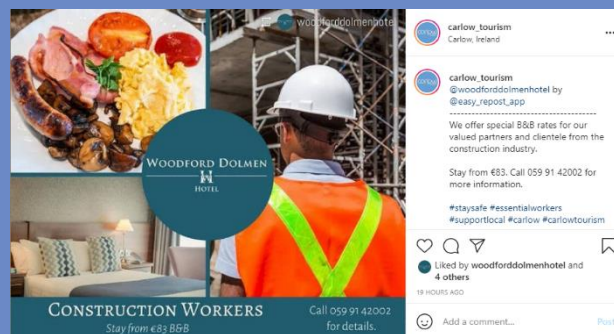 woodforddolmenhotel
WOODFORD DOLMEN
HOTEL
CONSTRUCTION WORKERS
Stay from €83 B&B
Call 059 91 42002
for details.
carlow_tourism
Carlow, Ireland
carlow_tourism
@woodforddolmenhotel by
@easy_repost_app
----------------------------------------
We offer special B&B rates for our
valued partners and clientele from the
construction industry.
Stay from €83. Call 059 91 42002 for
more information.
#staysafe #essentialworkers
#supportlocal #carlow #carlowtourism
Liked by woodforddolmenhotel and
4 others
19 HOURS AGO
Add a comment...
Post